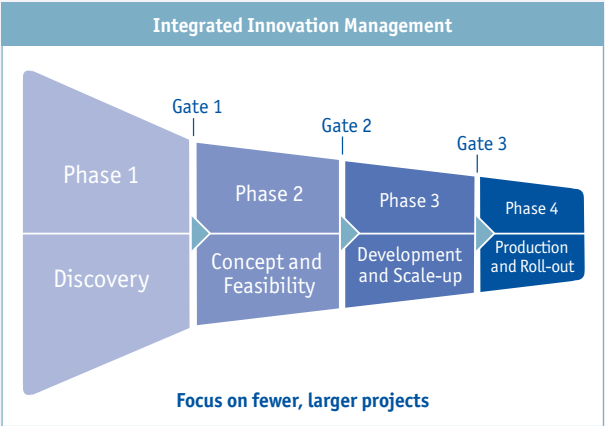 Integrated Innovation Management
Gate 1
Gate 2
Gate 3
Phase 1
Phase 2
Phase 3
Phase 4
Discovery
Concept and
Feasibility
Development
and Scale-up
Production
and Roll-out
Focus on fewer, larger projects